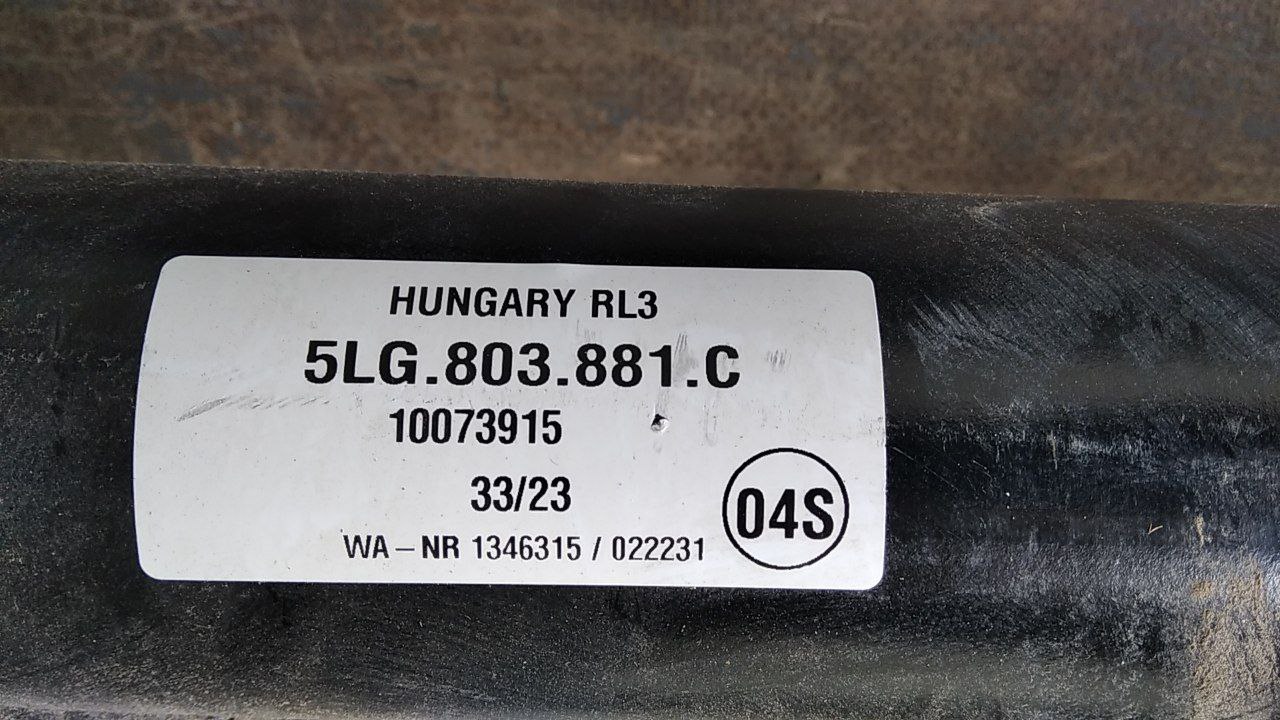 HUNGARY RL3
5LG.803.881.C
10073915
33/23
04S
WA – NR 1346315 / 022231